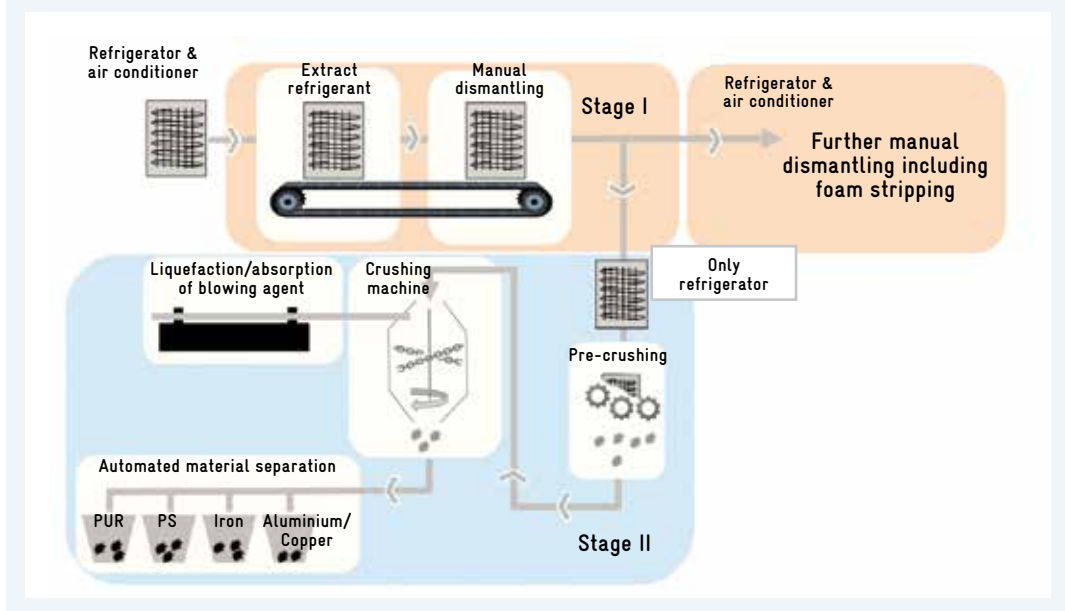 Refrigerator &
air conditioner
Extract
refrigerant
Manual
dismantling
Stage I
Refrigerator &
air conditioner
Further manual
dismantling including
foam stripping
Only
refrigerator
Liquefaction/absorption
of blowing agent
Crushing
machine
Pre-crushing
Automated material separation
PUR
PS
Iron
Aluminium/
Copper
Stage II